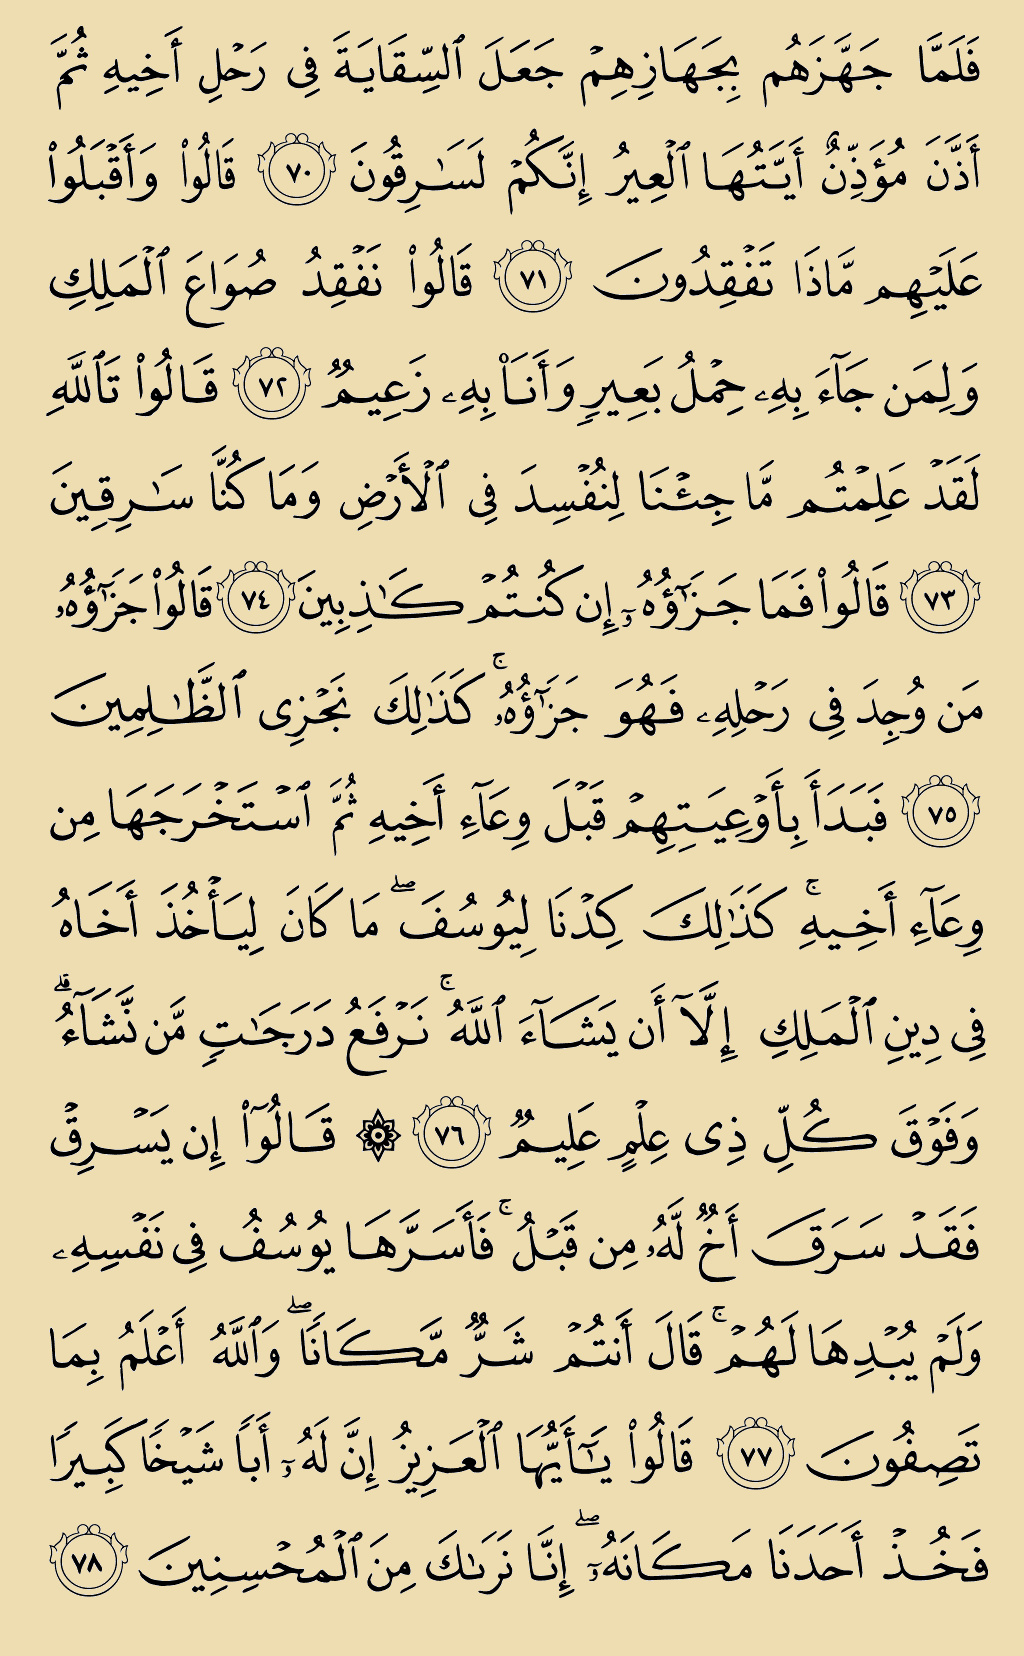 فَلَمَّا جَهَّزَهُم بِجَهَازِهِمۡ جَعَلَ ٱلسِّقَايَةَ فِي رَحۡلِ أَخِيهِ ثُمَّ
أَذَّنَ مُؤَذِّنٌ أَيَّتُهَا ٱلۡعِيرُ إِنَّكُمۡ لَسَٰرِقُونَ ٧٠ قَالُواْ وَأَقۡبَلُواْ
عَلَيۡهِم مَّاذَا تَفۡقِدُونَ ٧١ قَالُواْ نَفۡقِدُ صُوَاعَ ٱلۡمَلِكِ
وَلِمَن جَآءَ بِهِۦ حِمۡلُ بَعِيرٖ وَأَنَا۠ بِهِۦ زَعِيمٞ ٧٢ قَالُواْ تَٱللَّهِ
لَقَدۡ عَلِمۡتُم مَّا جِئۡنَا لِنُفۡسِدَ فِي ٱلۡأَرۡضِ وَمَا كُنَّا سَٰرِقِينَ
٧٣ قَالُواْ فَمَا جَزَٰٓؤُهُۥٓ إِن كُنتُمۡ كَٰذِبِينَ ٧٤ قَالُواْ جَزَٰٓؤُهُۥ
مَن وُجِدَ فِي رَحۡلِهِۦ فَهُوَ جَزَٰٓؤُهُۥۚ كَذَٰلِكَ نَجۡزِي ٱلظَّٰلِمِينَ
٧٥ فَبَدَأَ بِأَوۡعِيَتِهِمۡ قَبۡلَ وِعَآءِ أَخِيهِ ثُمَّ ٱسۡتَخۡرَجَهَا مِن
وِعَآءِ أَخِيهِۚ كَذَٰلِكَ كِدۡنَا لِيُوسُفَۖ مَا كَانَ لِيَأۡخُذَ أَخَاهُ
فِي دِينِ ٱلۡمَلِكِ إِلَّآ أَن يَشَآءَ ٱللَّهُۚ نَرۡفَعُ دَرَجَٰتٖ مَّن نَّشَآءُۗ
وَفَوۡقَ كُلِّ ذِي عِلۡمٍ عَلِيمٞ ٧٦ ۞ قَالُوٓاْ إِن يَسۡرِقۡ
فَقَدۡ سَرَقَ أَخٞ لَّهُۥ مِن قَبۡلُۚ فَأَسَرَّهَا يُوسُفُ فِي نَفۡسِهِۦ
وَلَمۡ يُبۡدِهَا لَهُمۡۚ قَالَ أَنتُمۡ شَرّٞ مَّكَانٗاۖ وَٱللَّهُ أَعۡلَمُ بِمَا
تَصِفُونَ ٧٧ قَالُواْ يَٰٓأَيُّهَا ٱلۡعَزِيزُ إِنَّ لَهُۥٓ أَبٗا شَيۡخٗا كَبِيرٗا
فَخُذۡ أَحَدَنَا مَكَانَهُۥٓۖ إِنَّا نَرَىٰكَ مِنَ ٱلۡمُحۡسِنِينَ ٧٨